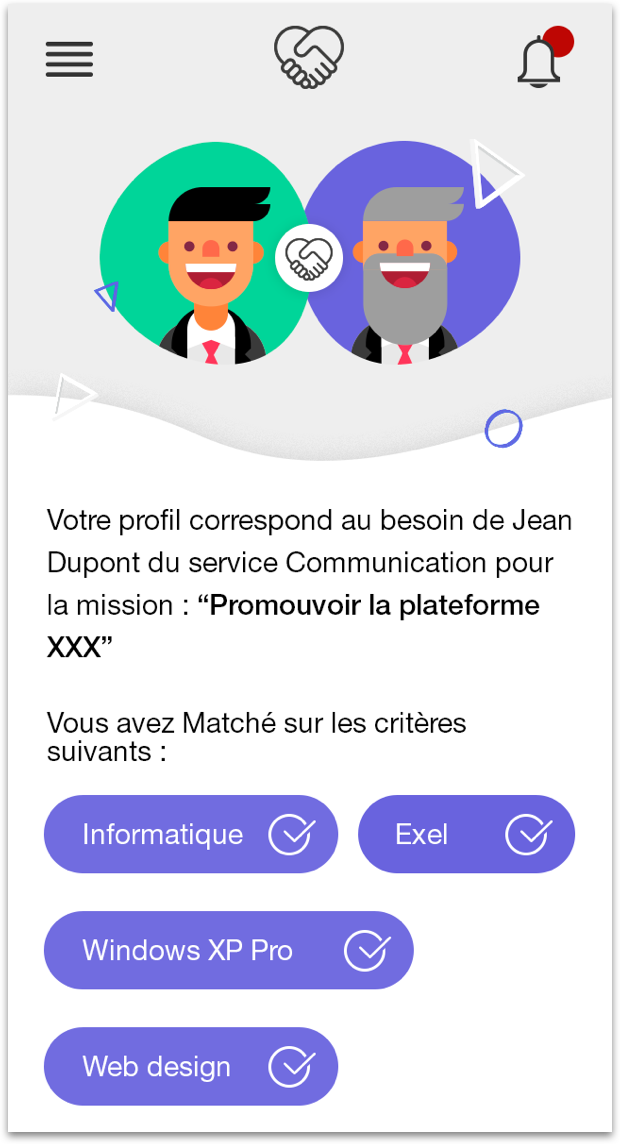 Votre profil correspond au besoin de Jean
Dupont du service Communication pour
la mission : “Promouvoir la plateforme
XXX”
Vous avez Matché sur les critères
suivants :
Informatique
Exel
Windows XP Pro
Web design